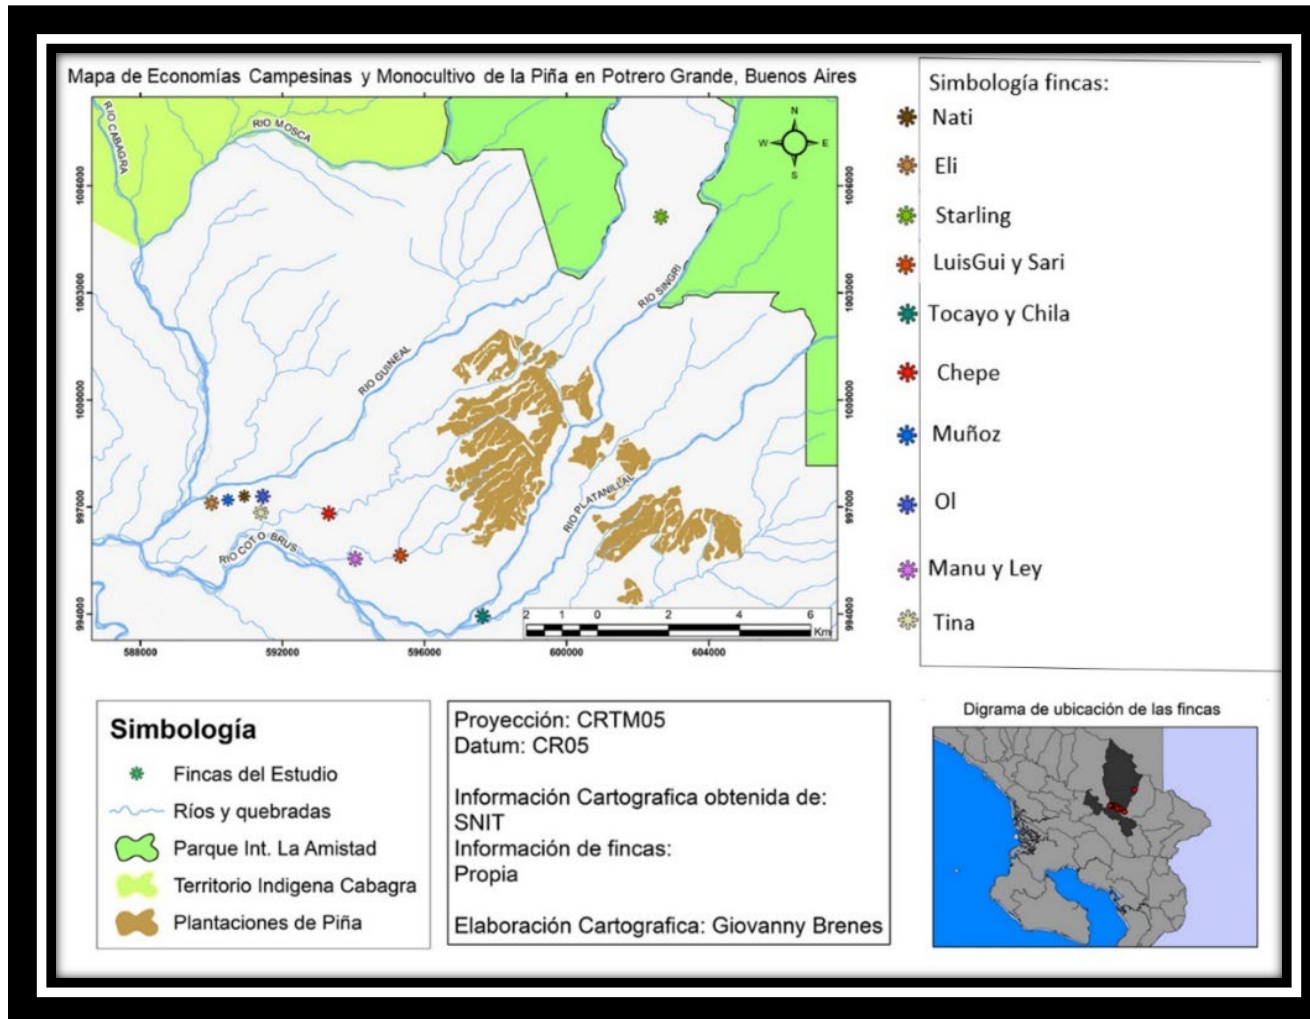 Mapa de Economías Campesinas y Monocultivo de la Piña en Potrero Grande, Buenos Aires
RIO CABAGRA
RIO MOSCA
N
W
E
S
1006000
1006000
1003000
1003000
RIO SINGRI
RIO GUINEAL
1000000
1000000
RIO PLATANILLAL
997000
997000
RIO COTO BRUS
994000
994000
2 1 0 2 4 6
Km
588000 592000 596000 600000 604000
Simbología fincas:
Nati
Eli
Starling
LuisGui y Sari
Tocayo y Chila
Chepe
Muñoz
Ol
Manu y Ley
Tina
Simbología
Fincas del Estudio
Ríos y quebradas
Parque Int. La Amistad
Territorio Indigena Cabagra
Plantaciones de Piña
Proyección: CRTM05
Datum: CR05
Información Cartografica obtenida de:
SNIT
Información de fincas:
Propia
Elaboración Cartografica: Giovanny Brenes
Digrama de ubicación de las fincas